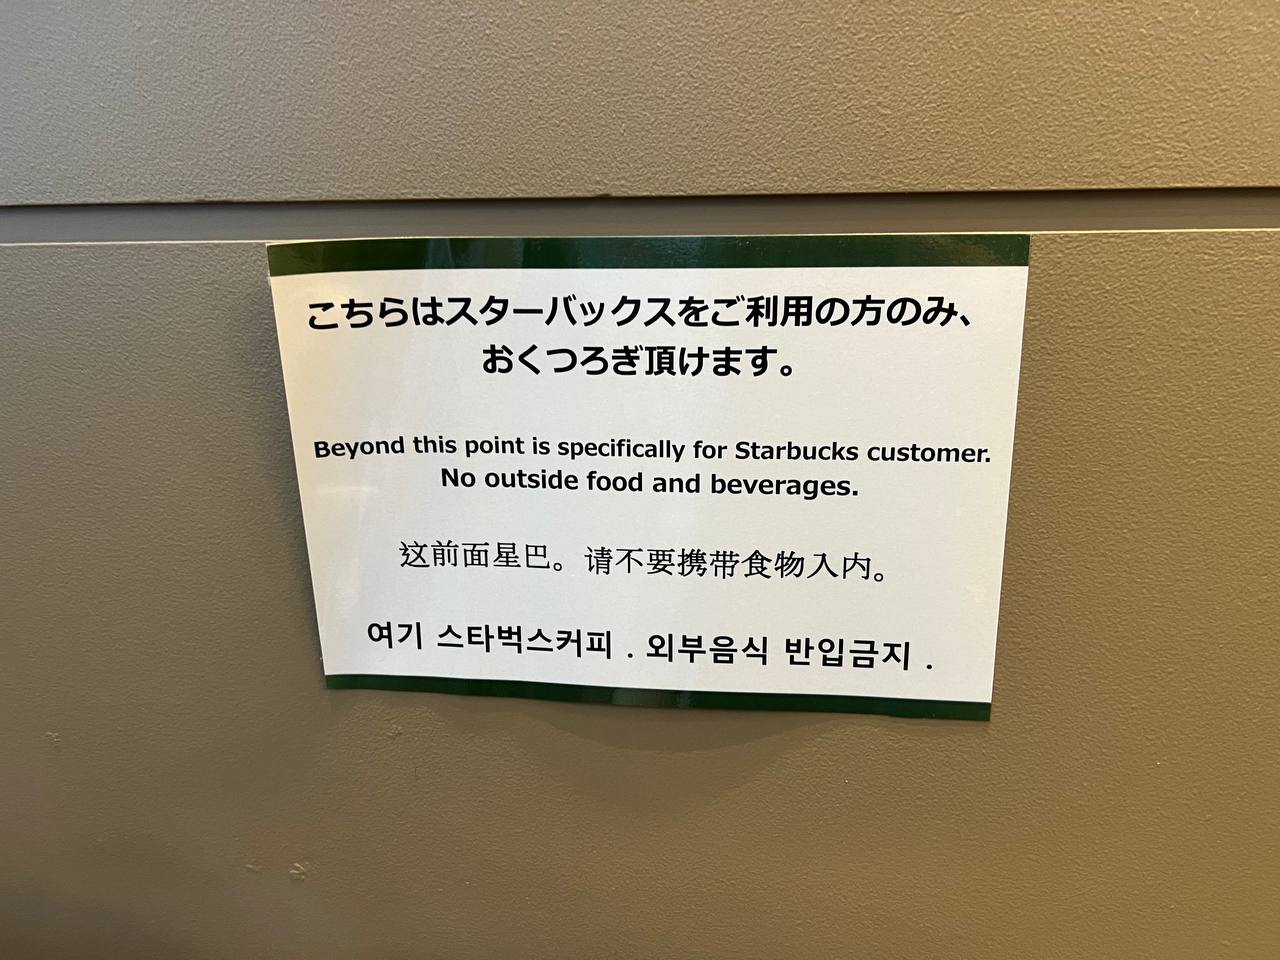 こちらはスターバックスをご利用の方のみ、
おくつろぎ頂けます。
Beyond this point is specifically for Starbucks customer.
No outside food and beverages.
这前面星巴。请不要携带食物入内。
여기 스타벅스커피 . 외부음식 반입금지 .